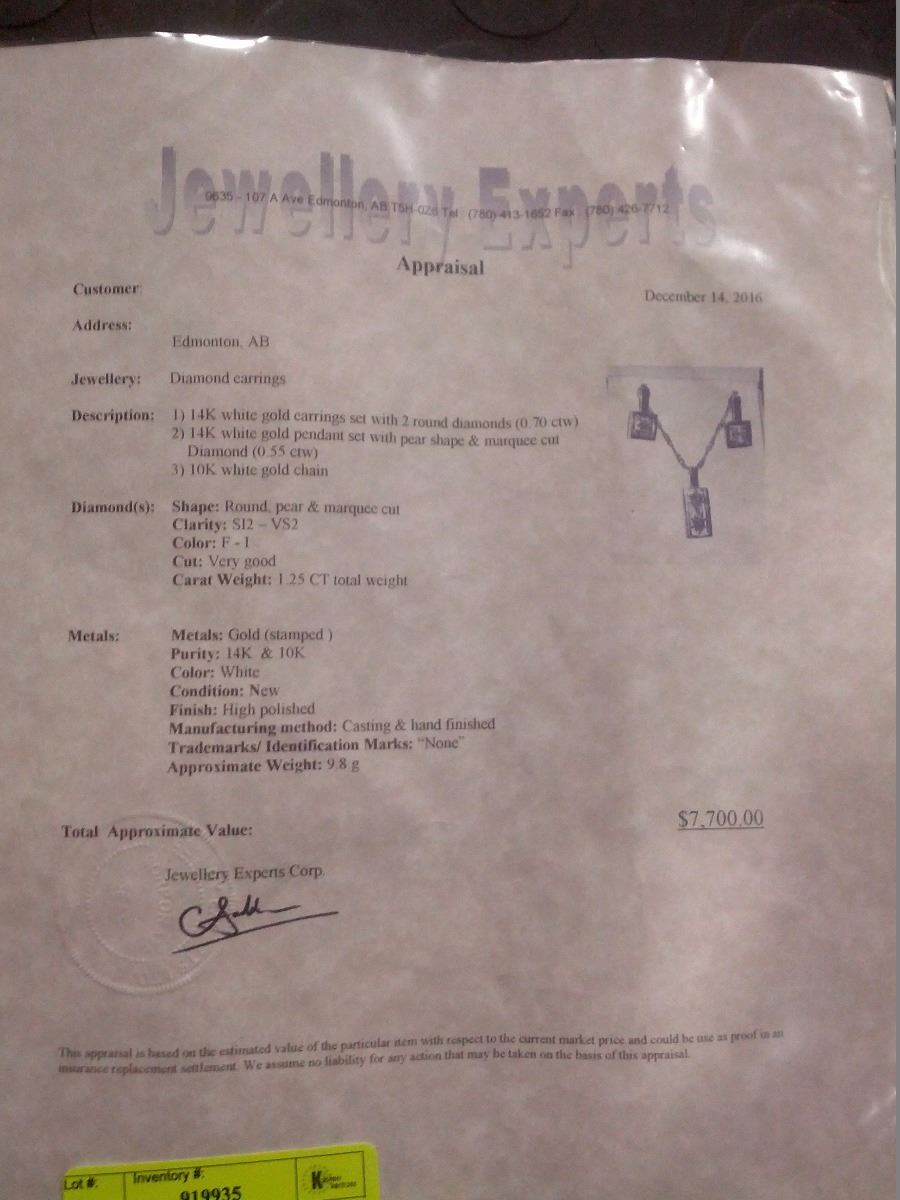 Jewellery Experts
9635 - 107 A Ave Edmonton, AB T5H-0Z6 Tel : (780) 413-1652 Fax : (780) 426-7712
Appraisal
Customer:
December 14, 2016
Address:
Edmonton, AB
Jewellery: Diamond earrings
Description: 1) 14K white gold earrings set with 2 round diamonds (0.70 ctw)
2) 14K white gold pendant set with pear shape & marquee cut
Diamond (0.55 ctw)
3) 10K white gold chain
Diamond(s): Shape: Round, pear & marquee cut
Clarity: SI2 – VS2
Color: F - I
Cut: Very good
Carat Weight: 1.25 CT total weight
Metals: Metals: Gold (stamped )
Purity: 14K & 10K
Color: White
Condition: New
Finish: High polished
Manufacturing method: Casting & hand finished
Trademarks/ Identification Marks: “None”
Approximate Weight: 9.8 g
Total Approximate Value: $7,700.00
Jewellery Experts Corp.
This appraisal is based on the estimated value of the particular item with respect to the current market price and could be use as proof in an
insurance replacement settlement. We assume no liability for any action that may be taken on the basis of this appraisal.
Lot #: Inventory #:
919935